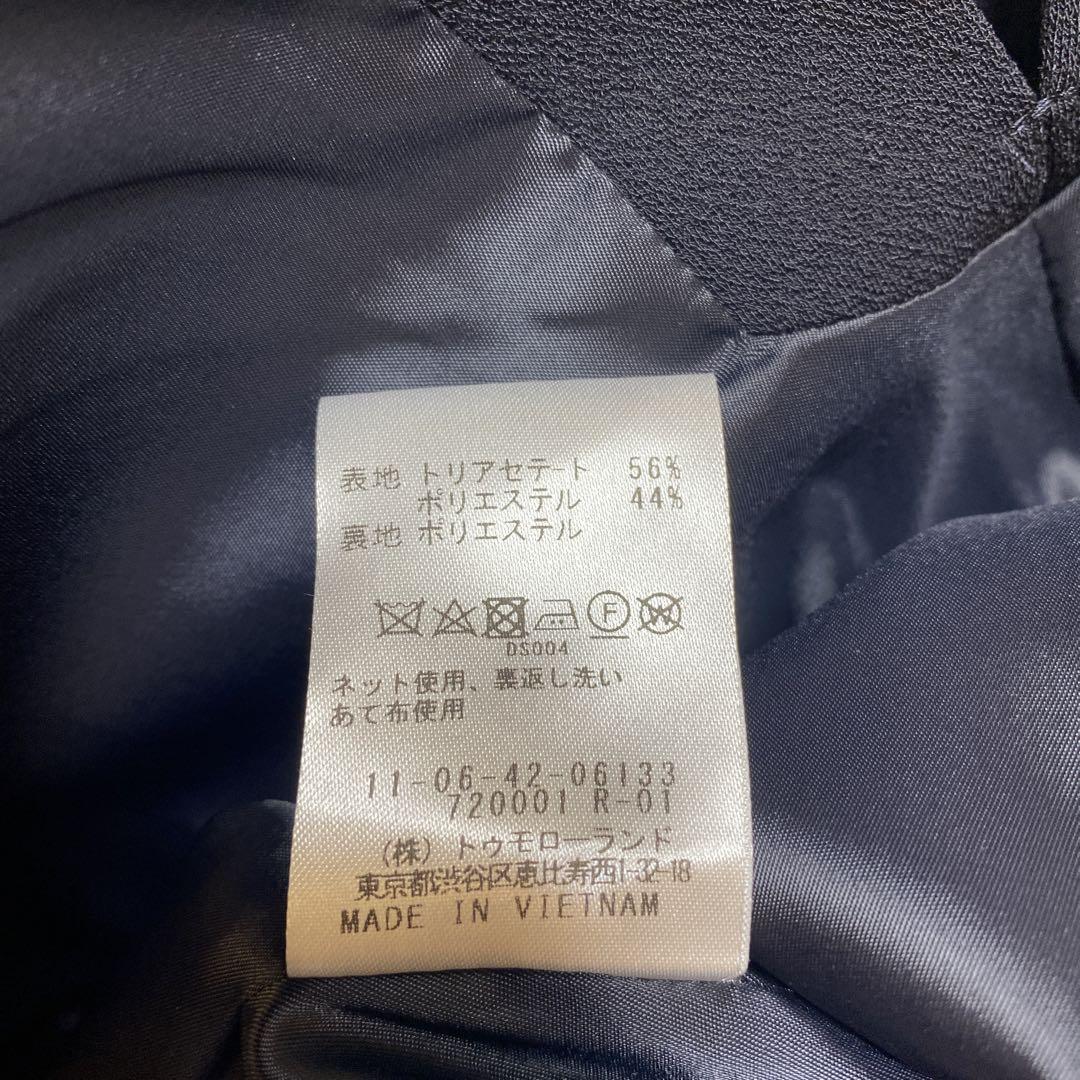 表地 トリアセテート 56%
ポリエステル 44%
裏地 ポリエステル
F W
DS004
ネット使用、裏返し洗い
あて布使用
11-06-42-06133
720001 R-01
(株) トゥモローランド
東京都渋谷区恵比寿西1-32-18
MADE IN VIETNAM